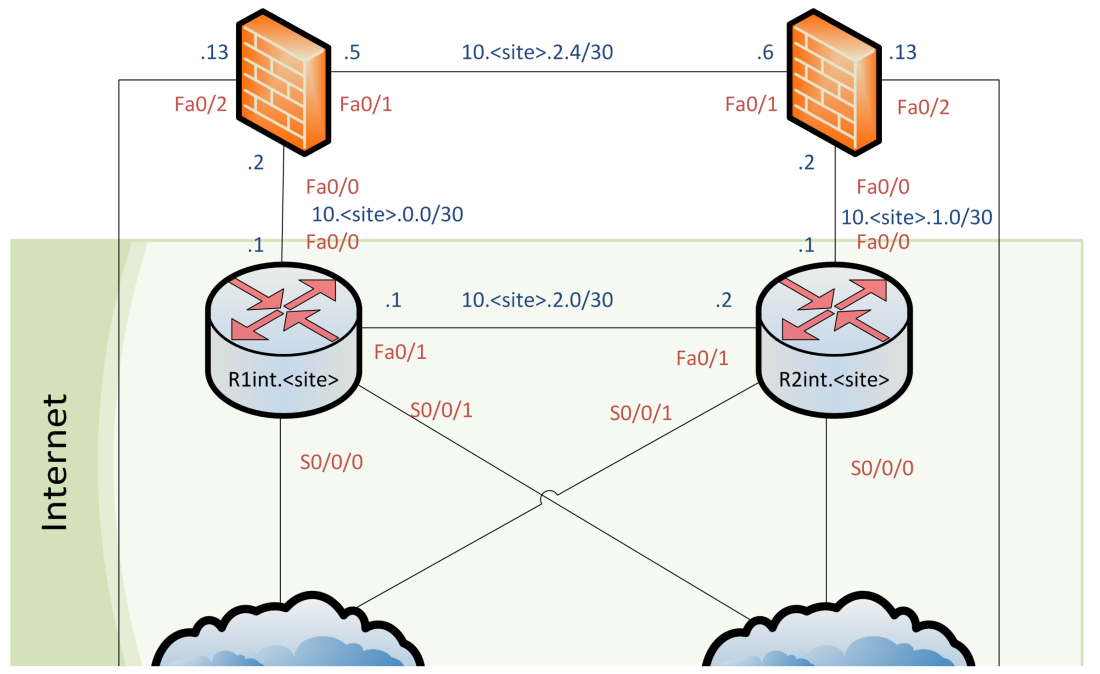 .13
.5
10.<site>.2.4/30
.6
.13
Fa0/2
Fa0/1
Fa0/1
Fa0/2
.2
.2
Fa0/0
Fa0/0
10.<site>.0.0/30
10.<site>.1.0/30
.1
Fa0/0
.1
Fa0/0
.1
10.<site>.2.0/30
.2
Fa0/1
Fa0/1
R1int.<site>
R2int.<site>
S0/0/1
S0/0/1
Internet
S0/0/0
S0/0/0